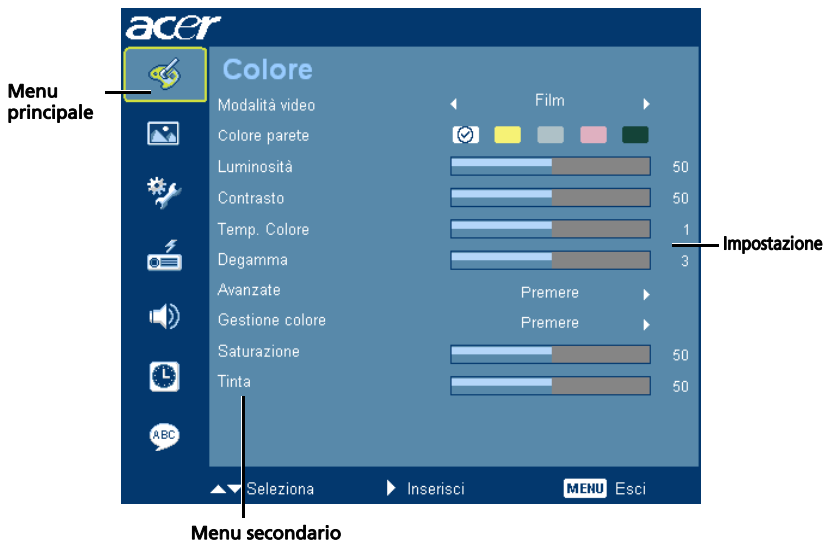 acer
Colore
Menu
principale
Modalità video Film
Colore parete
Luminosità 50
Contrasto 50
Temp. Colore 1
Impostazione
Degamma 3
Avanzate Premere
Gestione colore Premere
Saturazione 50
Tinta 50
ABC
Seleziona Inserisci MENU Esci
Menu secondario